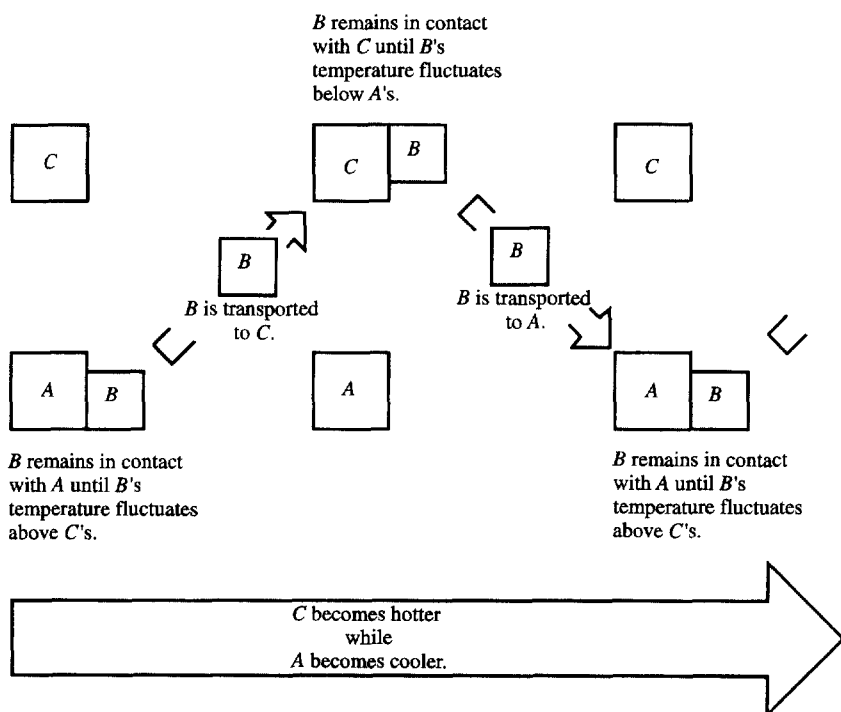 B remains in contact
with C until B's
temperature fluctuates
below A's.
C
C
B
C
B
B is transported
to C.
B
B is transported
to A.
A
B
A
A
B
B remains in contact
with A until B's
temperature fluctuates
above C's.
B remains in contact
with A until B's
temperature fluctuates
above C's.
C becomes hotter
while
A becomes cooler.